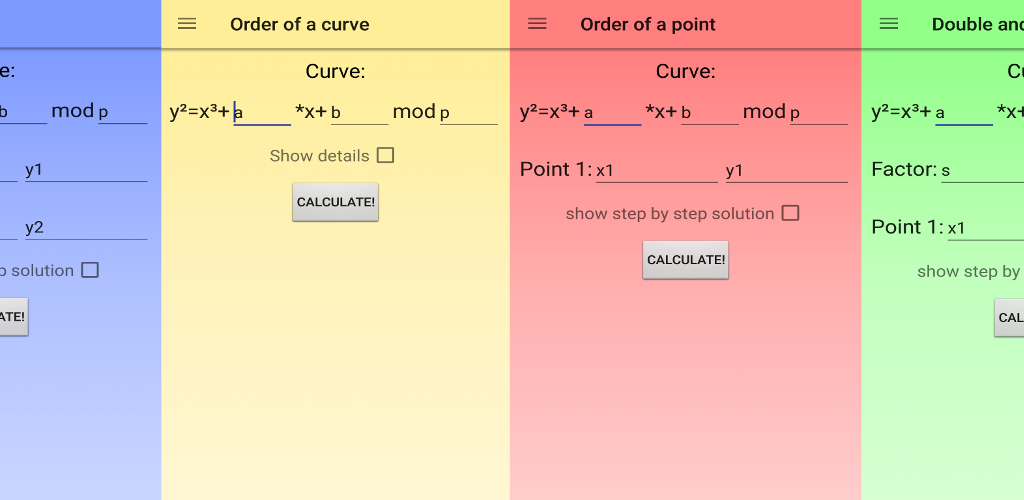 e:
b mod p
y1
y2
p solution
ATE!
Order of a curve
Curve:
y²=x³+ a *x+ b mod p
Show details
CALCULATE!
Order of a point
Curve:
y²=x³+ a *x+ b mod p
Point 1: x1 y1
show step by step solution
CALCULATE!
Double and
Cu
y²=x³+ a *x+
Factor: s
Point 1: x1
show step by
CAL